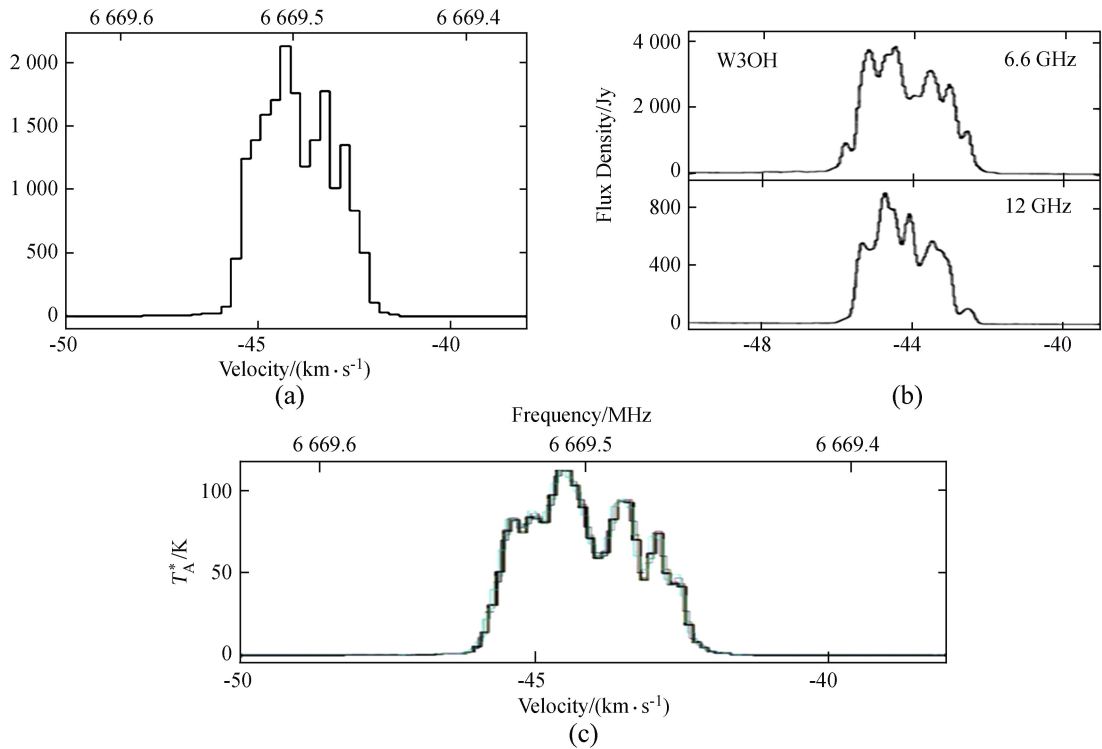 6 669.6 6 669.5 6 669.4
2 000
1 500
1 000
500
0
-50 -45 -40
Velocity/(km·s⁻¹)
(a)
4 000
W3OH 6.6 GHz
2 000
0
Flux Density/Jy
12 GHz
800
400
0
-48 -44 -40
(b)
Frequency/MHz
6 669.6 6 669.5 6 669.4
100
50
0
T*A/K
-50 -45 -40
Velocity/(km·s⁻¹)
(c)